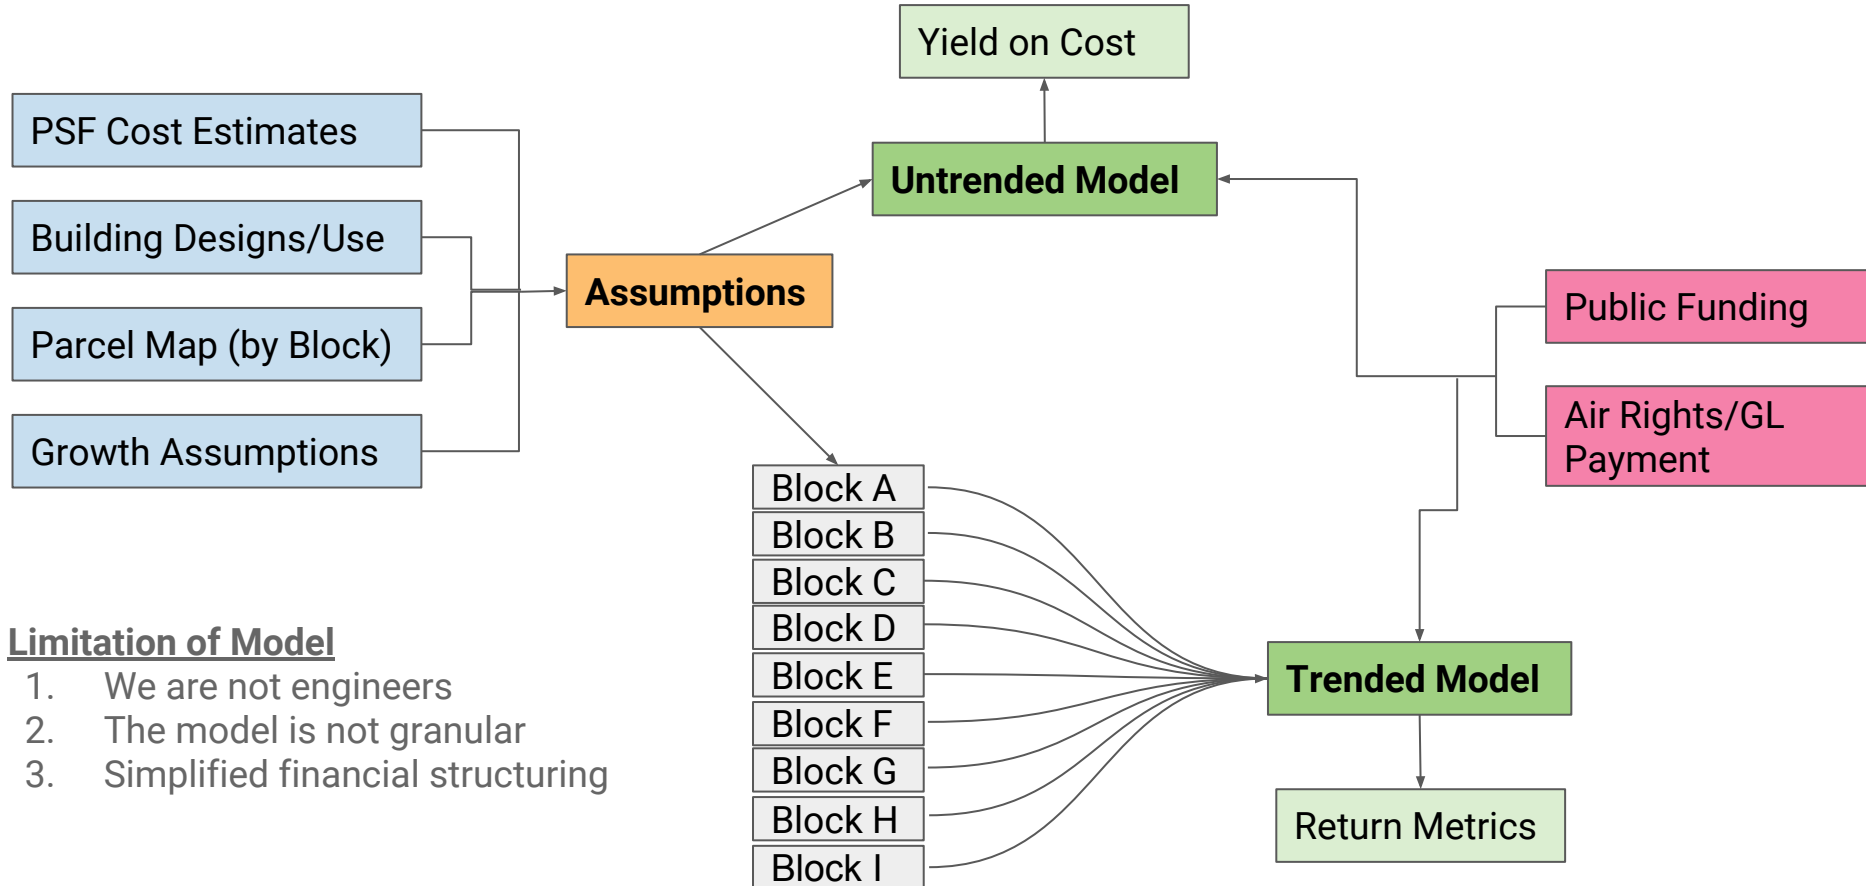 Yield on Cost
PSF Cost Estimates
Untrended Model
Building Designs/Use
Assumptions
Parcel Map (by Block)
Growth Assumptions
Public Funding
Air Rights/GL
Payment
Block A
Block B
Block C
Block D
Block E
Block F
Block G
Block H
Block I
Trended Model
Return Metrics
Limitation of Model
1. We are not engineers
2. The model is not granular
3. Simplified financial structuring